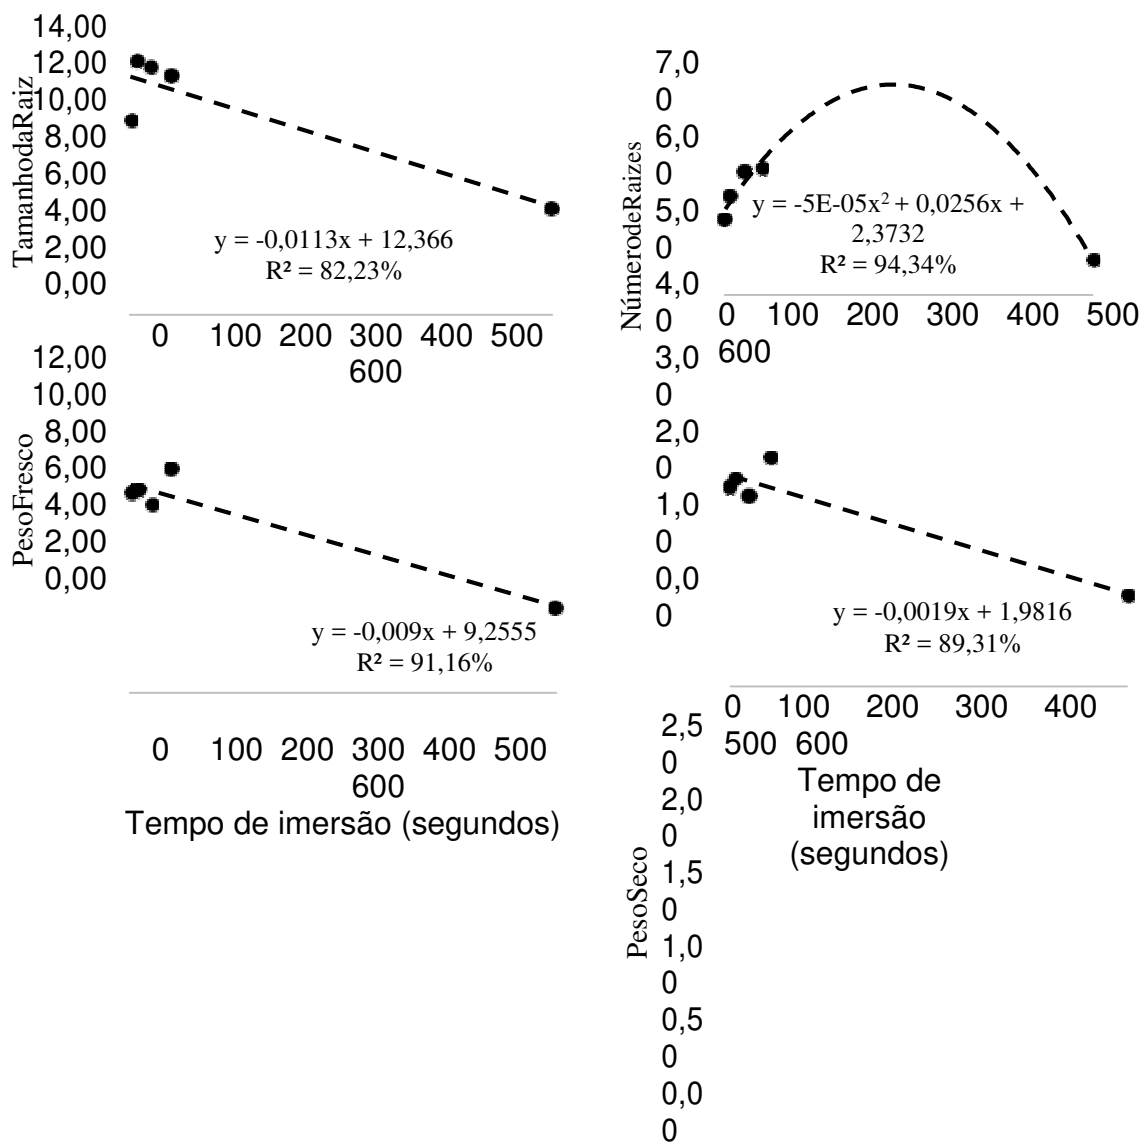 14,00
12,00
10,00
8,00
6,00
4,00
2,00
0,00
TamanhodaRaiz
y = -0,0113x + 12,366
R² = 82,23%
0 100 200 300 400 500
600
7,0
0
6,0
0
5,0
0
4,0
0
3,0
0
2,0
0
1,0
0
0,0
0
NúmerodeRaizes
y = -5E-05x² + 0,0256x +
2,3732
R² = 94,34%
0 100 200 300 400 500
600
12,00
10,00
8,00
6,00
4,00
2,00
0,00
PesoFresco
y = -0,009x + 9,2555
R² = 91,16%
0 100 200 300 400 500
600
Tempo de imersão (segundos)
y = -0,0019x + 1,9816
R² = 89,31%
0 100 200 300 400
500 600
Tempo de
imersão
(segundos)
2,5
0
2,0
0
1,5
0
1,0
0
0,5
0
0,0
0
PesoSeco